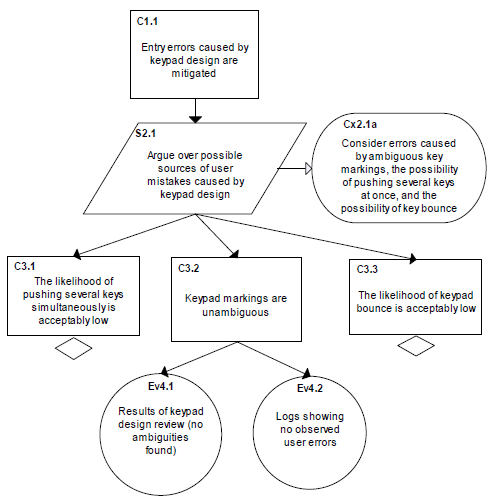 C1.1
Entry errors caused by
keypad design are
mitigated
S2.1
Argue over possible
sources of user
mistakes caused by
keypad design
Cx2.1a
Consider errors caused
by ambiguous key
markings, the possibility
of pushing several keys
at once, and the
possibility of key bounce
C3.1
The likelihood of
pushing several keys
simultaneously is
acceptably low
C3.2
Keypad markings are
unambiguous
C3.3
The likelihood of keypad
bounce is acceptably low
Ev4.1
Results of keypad
design review (no
ambiguities
found)
Ev4.2
Logs showing
no observed
user errors